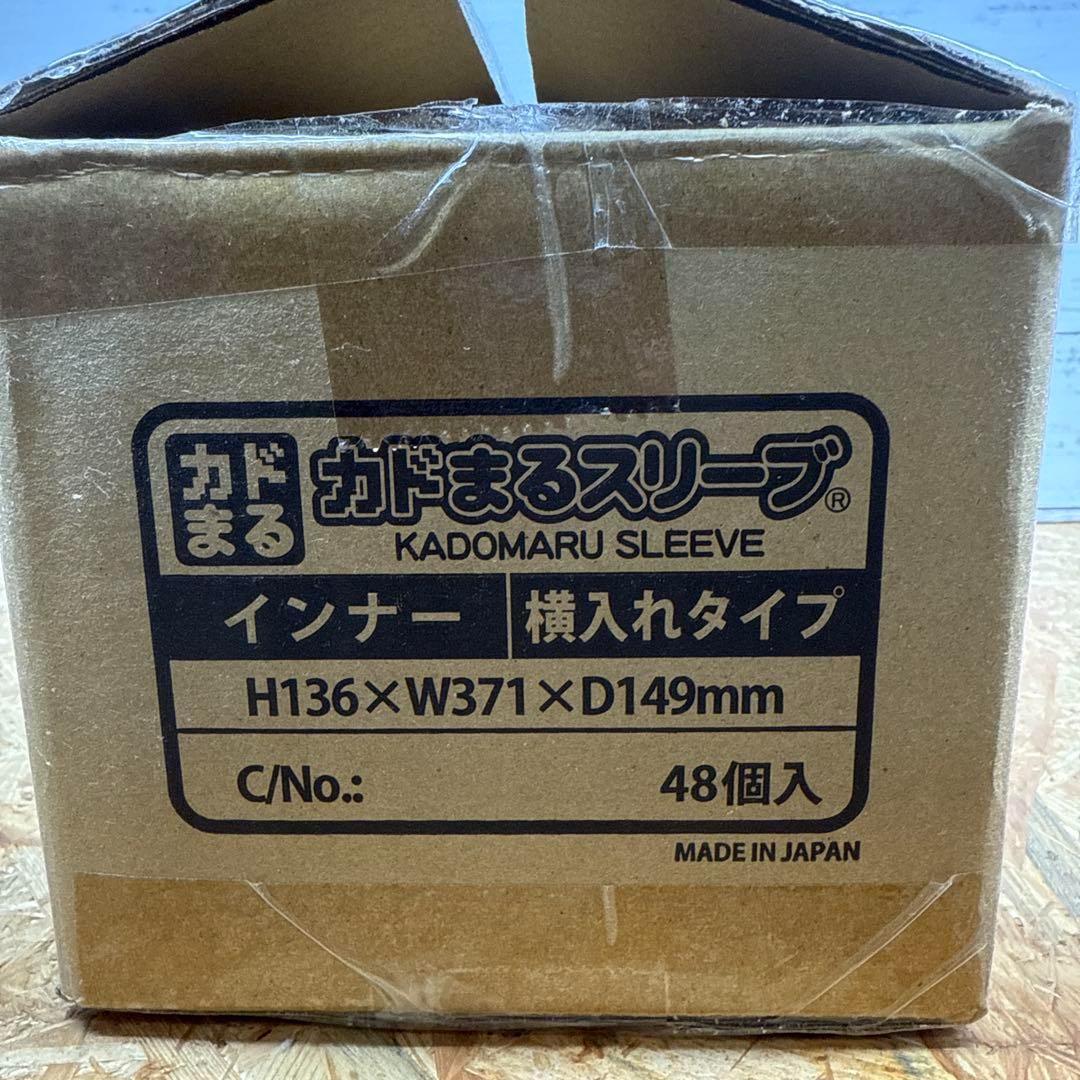 カド
まる
カドまるスリーブ®
KADOMARU SLEEVE
インナー 横入れタイプ
H136×W371×D149mm
C/No.: 48個入
MADE IN JAPAN